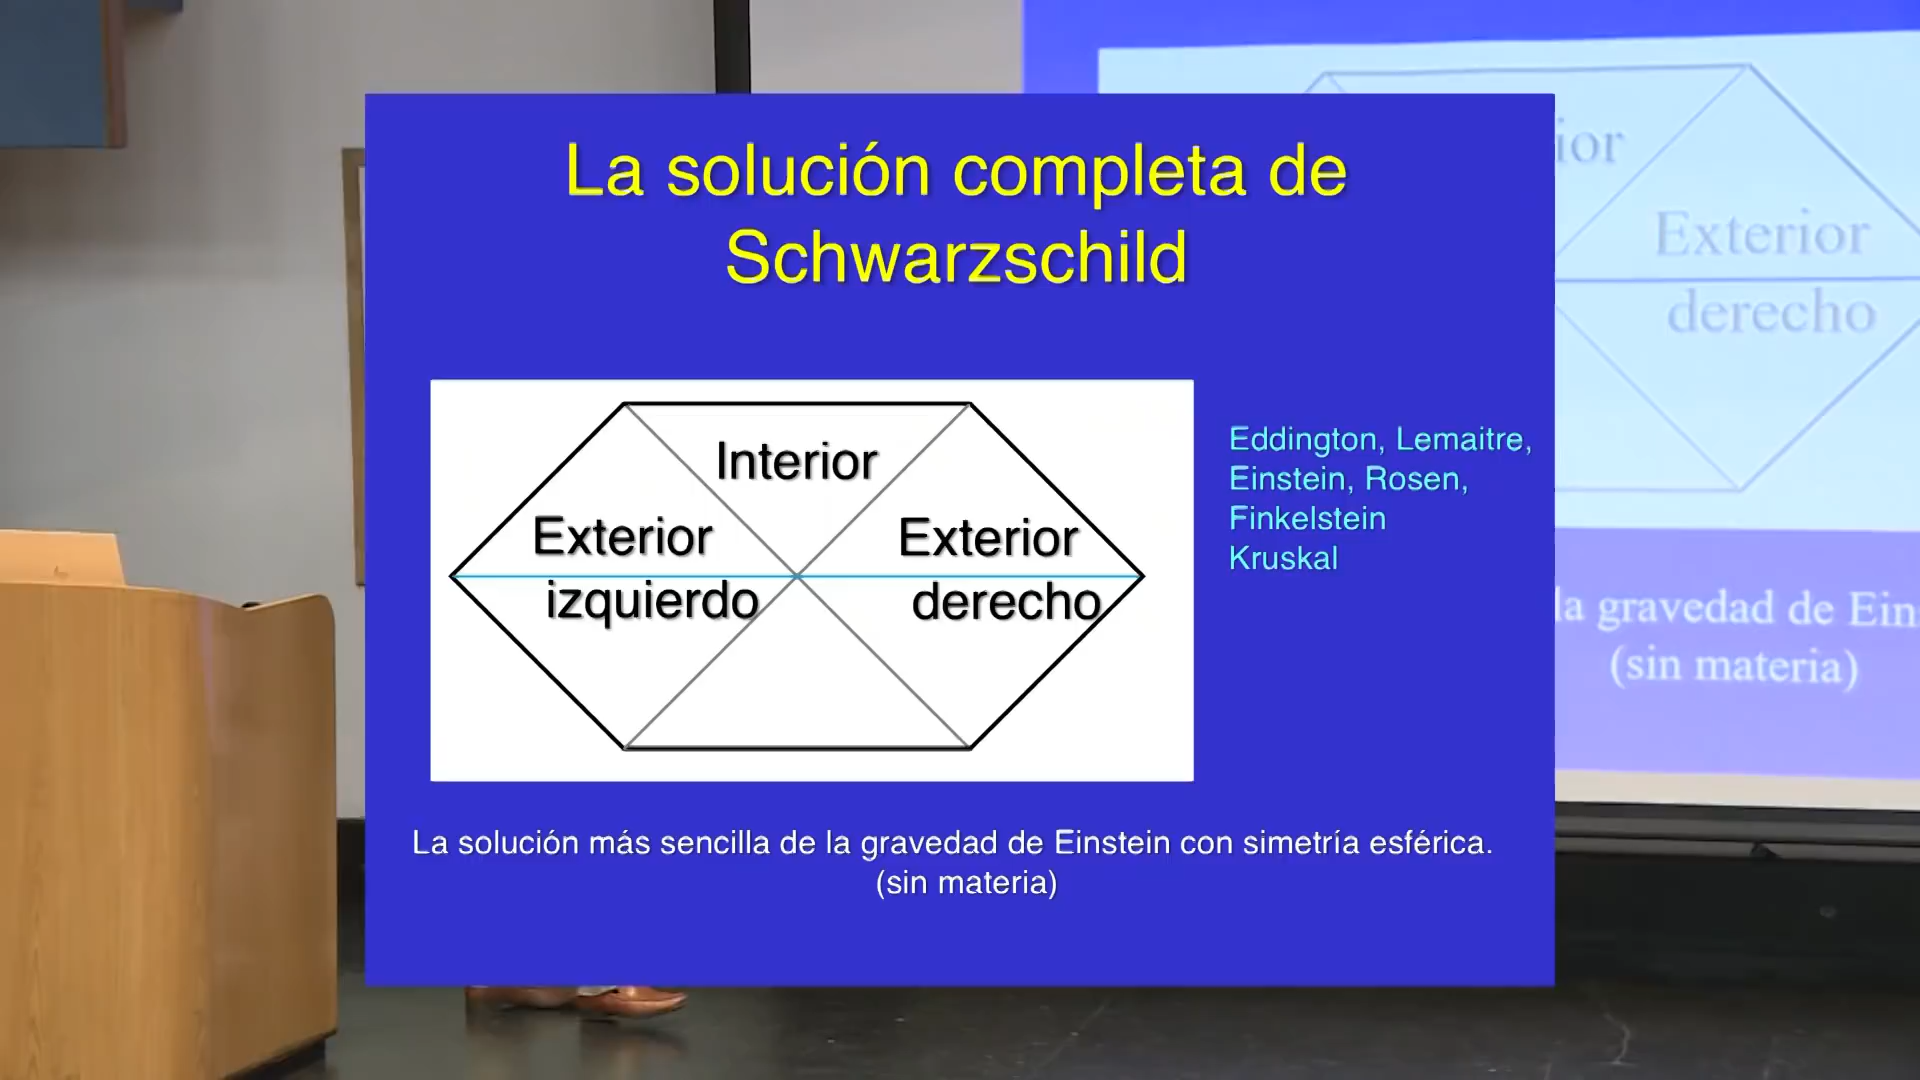 La solución completa de
Schwarzschild
Interior
Exterior
izquierdo
Exterior
derecho
Eddington, Lemaitre,
Einstein, Rosen,
Finkelstein
Kruskal
La solución más sencilla de la gravedad de Einstein con simetría esférica.
(sin materia)
ior
Exterior
derecho
la gravedad de Eins
(sin materia)